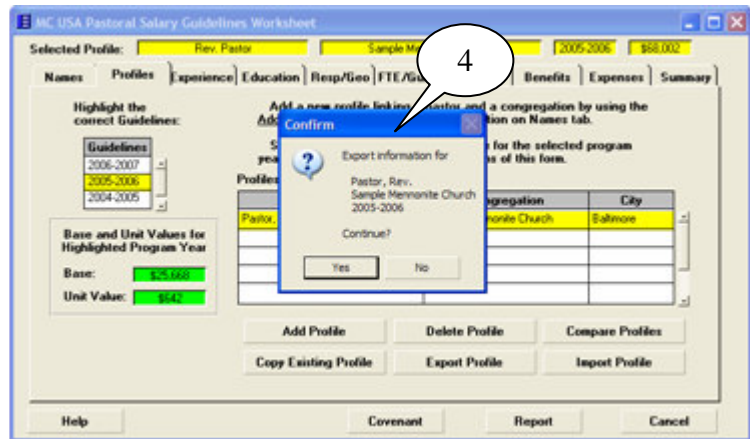 MC USA Pastoral Salary Guidelines Worksheet
Selected Profile: Rev. Pastor Sample Me 2005-2006 $68,002
4
Names Profiles Experience Education Resp/Geo FTE/Gu Benefits Expenses Summary
Highlight the
correct Guidelines:
Add a new profile linking a pastor and a congregation by using the
Add tion on Names tab.
Guidelines
2006-2007
2005-2006
2004-2005
for the selected program
yea s of this form.
Profiles
Confirm
Export information for
Pastor, Rev.
Sample Mennonite Church
2005-2006
Continue?
Yes No
ngregation City
Pastor, nonite Church Baltimore
Base and Unit Values for
Highlighted Program Year
Base: $25,668
Unit Value: $642
Add Profile Delete Profile Compare Profiles
Copy Existing Profile Export Profile Import Profile
Help Covenant Report Cancel